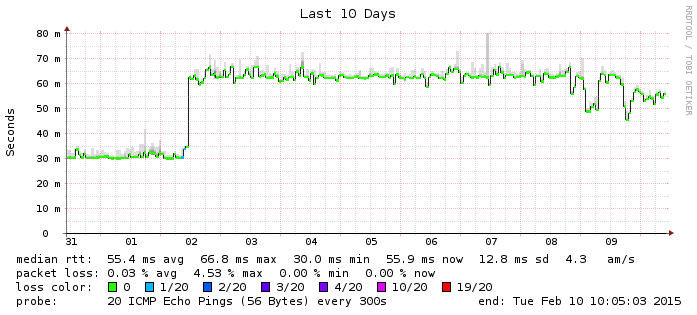 Last 10 Days
RRDTOOL / TOBI OETIKER
Seconds
80 m
70 m
60 m
50 m
40 m
30 m
20 m
10 m
0
31 01 02 03 04 05 06 07 08 09
median rtt: 55.4 ms avg 66.8 ms max 30.0 ms min 55.9 ms now 12.8 ms sd 4.3 am/s
packet loss: 0.03 % avg 4.53 % max 0.00 % min 0.00 % now
loss color: 0 1/20 2/20 3/20 4/20 10/20 19/20
probe: 20 ICMP Echo Pings (56 Bytes) every 300s end: Tue Feb 10 10:05:03 2015